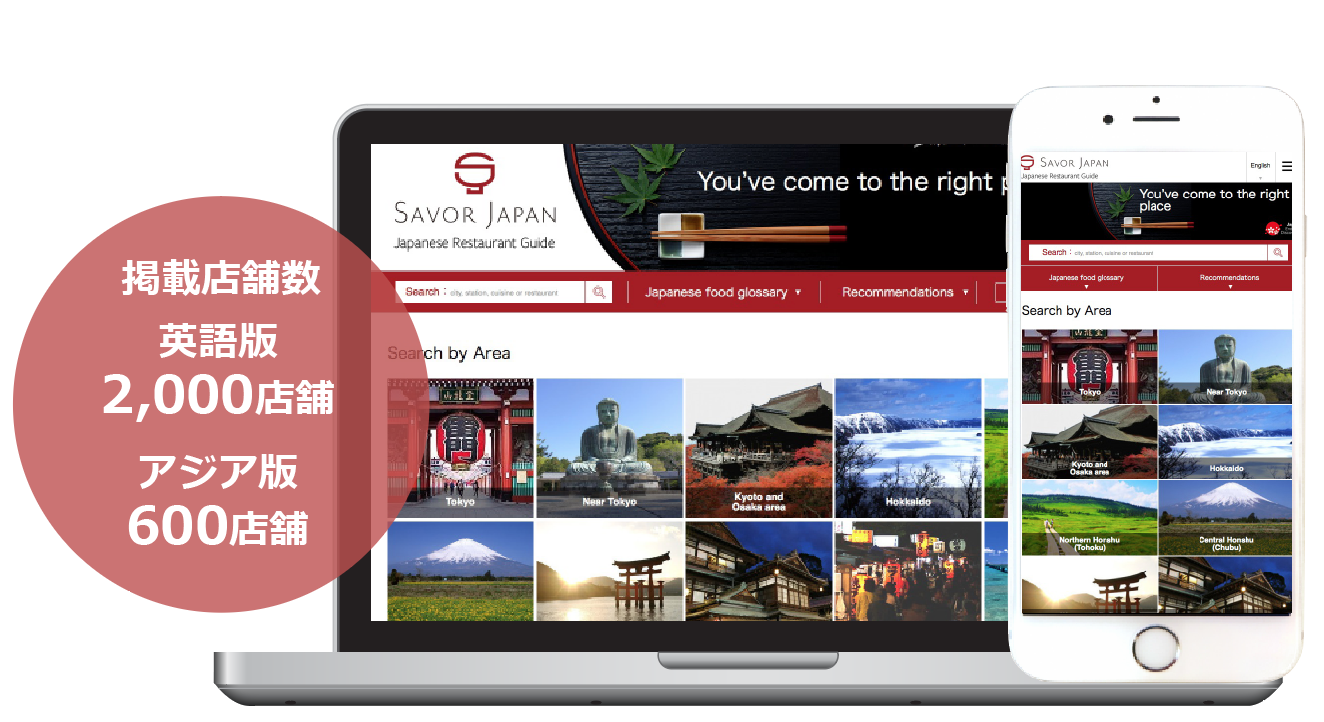 掲載店舗数
英語版
2,000店舗
アジア版
600店舗
SAVOR JAPAN
Japanese Restaurant Guide
You've come to the right
Search : city, station, cuisine or restaurant
Japanese food glossary ▼
Recommendations ▼
Search by Area
Tokyo
Near Tokyo
Kyoto and
Osaka area
Hokkaido
SAVOR JAPAN
Japanese Restaurant Guide
English
You've come to the right
place
Search : city, station, cuisine or restaurant
Japanese food glossary
Recommendatons
Search by Area
Tokyo
Near Tokyo
Kyoto and
Osaka area
Hokkaido
Northern Honshu
(Tohoku)
Central Honsku
(Chubu)